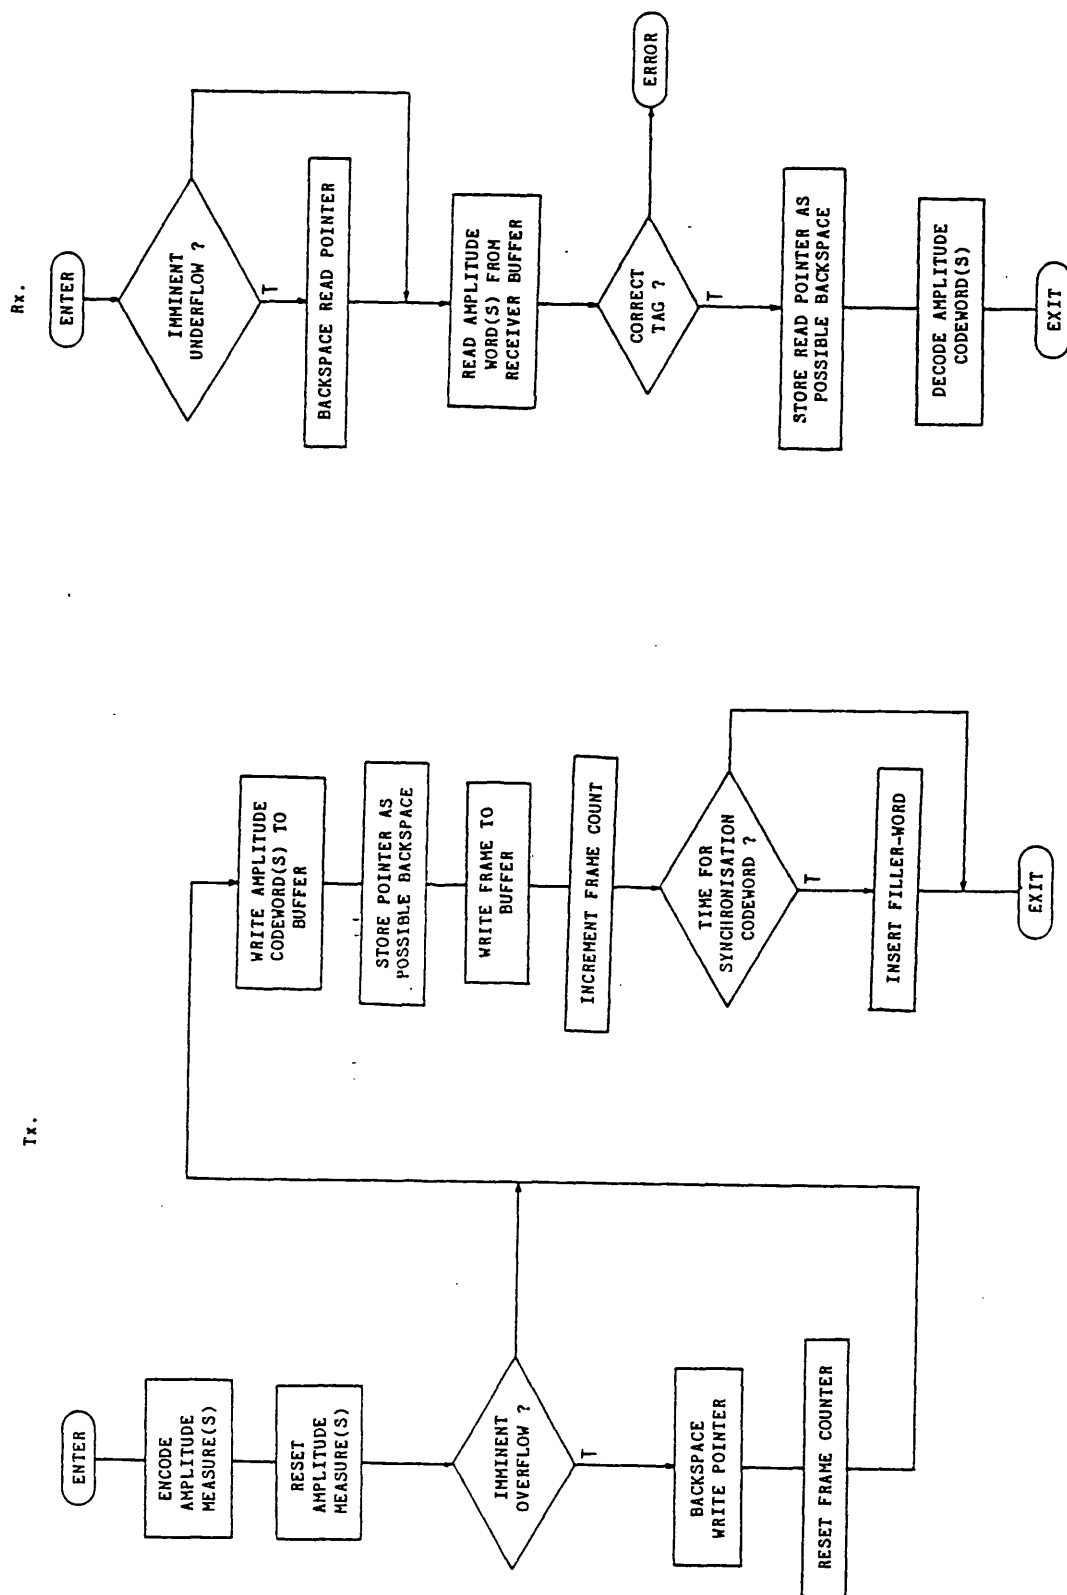 Tx.
ENTER
ENCODE
AMPLITUDE
MEASURE(S)
RESET
AMPLITUDE
MEASURE(S)
IMMINENT
OVERFLOW ?
T
BACKSPACE
WRITE POINTER
RESET FRAME COUNTER
WRITE AMPLITUDE
CODEWORD(S) TO
BUFFER
STORE POINTER AS
POSSIBLE BACKSPACE
WRITE FRAME TO
BUFFER
INCREMENT FRAME COUNT
TIME FOR
SYNCHRONISATION
CODEWORD ?
T
INSERT FILLER-WORD
EXIT
Rx.
ENTER
IMMINENT
UNDERFLOW ?
T
BACKSPACE READ POINTER
READ AMPLITUDE
WORD(S) FROM
RECEIVER BUFFER
CORRECT
TAG ?
ERROR
T
STORE READ POINTER AS
POSSIBLE BACKSPACE
DECODE AMPLITUDE
CODEWORD(S)
EXIT